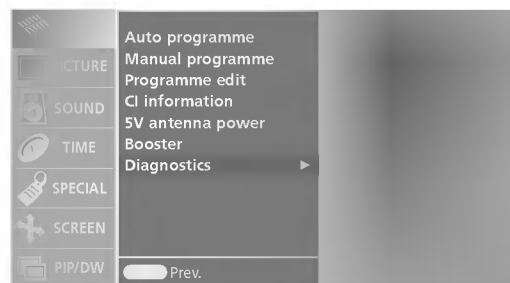 CTURE
SOUND
TIME
SPECIAL
SCREEN
PIP/DW
Auto programme
Manual programme
Programme edit
CI information
5V antenna power
Booster
Diagnostics
Prev.